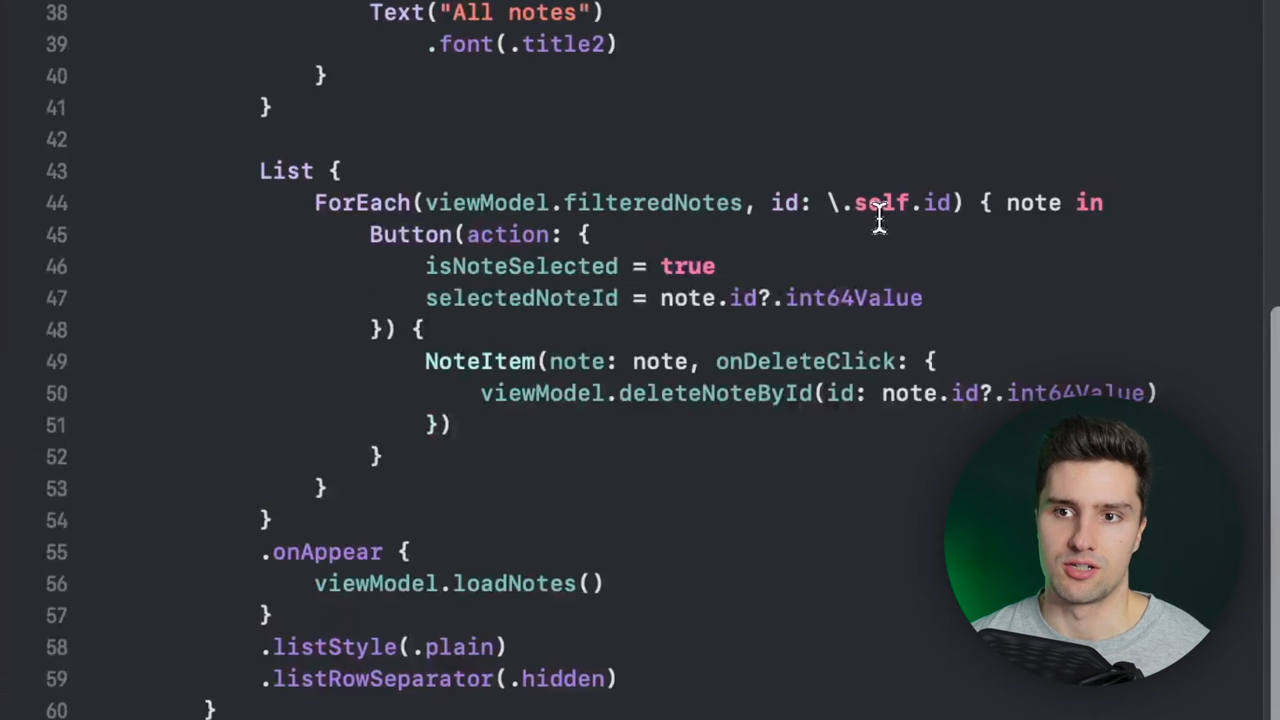 38 Text("All notes")
39 .font(.title2)
40 }
41 }
42
43 List {
44 ForEach(viewModel.filteredNotes, id: \.self.id) { note in
45 Button(action: {
46 isNoteSelected = true
47 selectedNoteId = note.id?.int64Value
48 }) {
49 NoteItem(note: note, onDeleteClick: {
50 viewModel.deleteNoteById(id: note.id?.int64Value)
51 })
52 }
53 }
54 }
55 .onAppear {
56 viewModel.loadNotes()
57 }
58 .listStyle(.plain)
59 .listRowSeparator(.hidden)
60 }